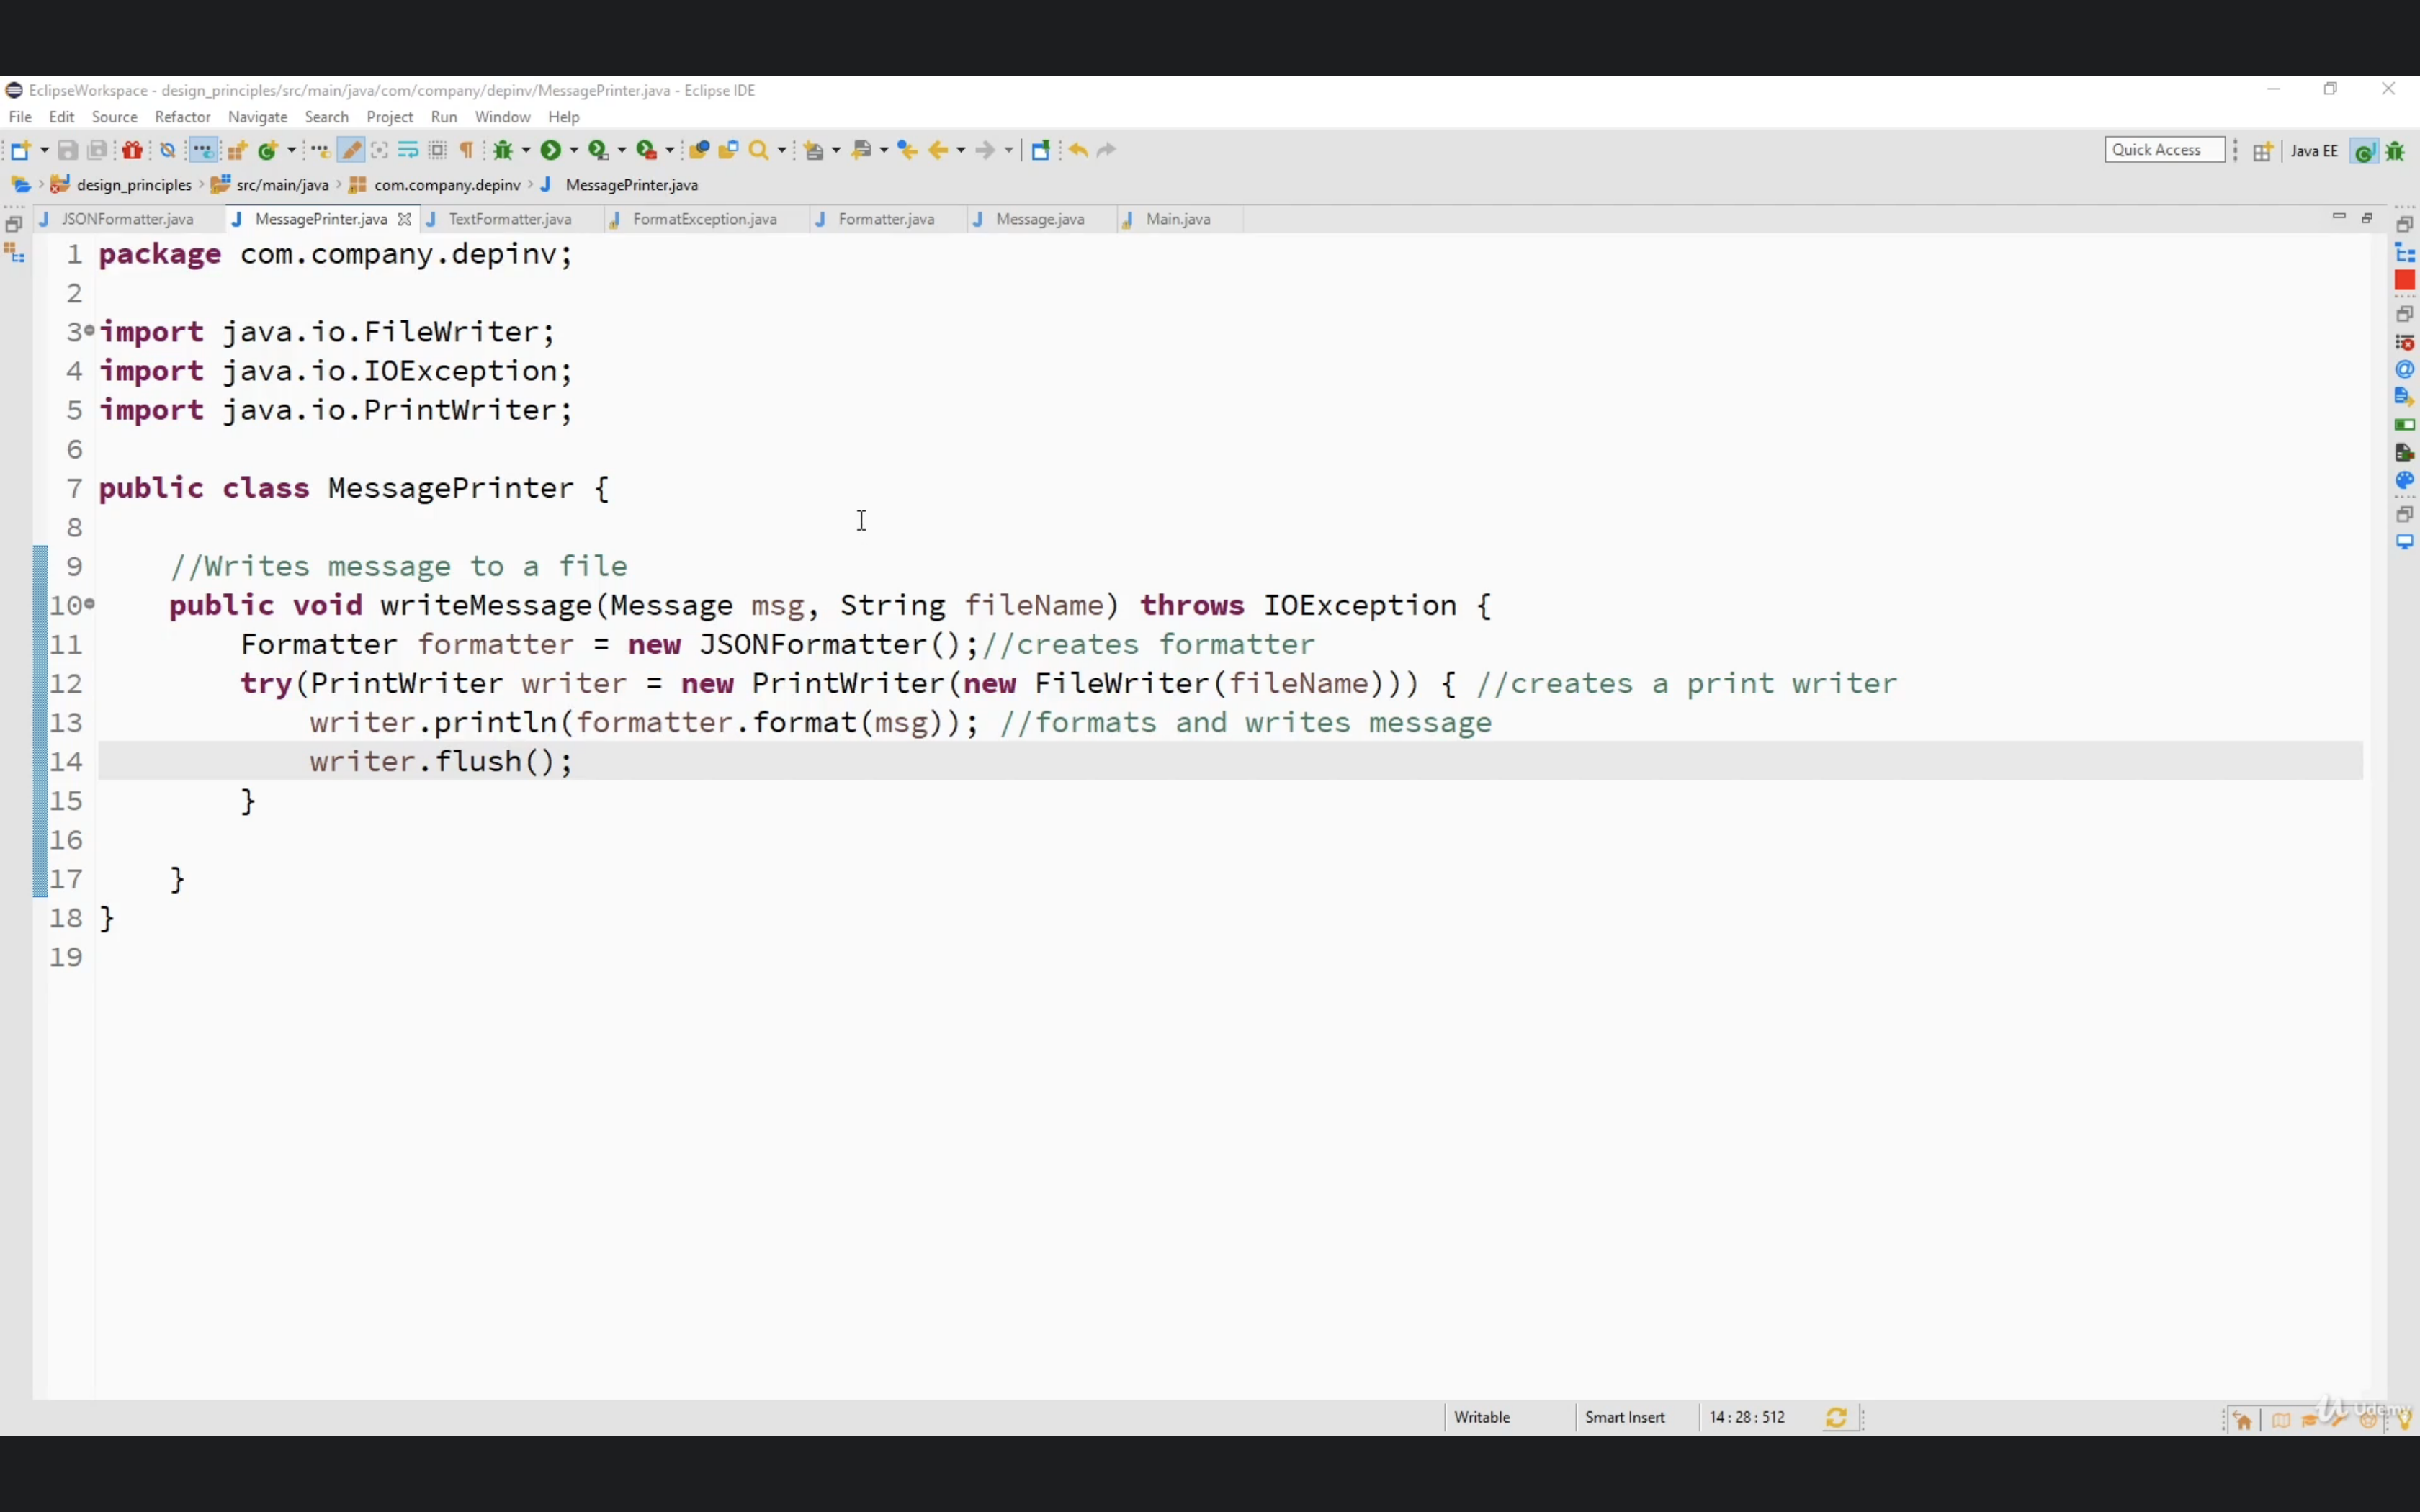 EclipseWorkspace - design_principles/src/main/java/com/company/depinv/MessagePrinter.java - Eclipse IDE
File Edit Source Refactor Navigate Search Project Run Window Help
Quick Access Java EE
design_principles src/main/java com.company.depinv MessagePrinter.java
JSONFormatter.java MessagePrinter.java TextFormatter.java FormatException.java Formatter.java Message.java Main.java
1 package com.company.depinv;
2
3 import java.io.FileWriter;
4 import java.io.IOException;
5 import java.io.PrintWriter;
6
7 public class MessagePrinter {
8
9     //Writes message to a file
10     public void writeMessage(Message msg, String fileName) throws IOException {
11         Formatter formatter = new JSONFormatter();//creates formatter
12         try(PrintWriter writer = new PrintWriter(new FileWriter(fileName))) { //creates a print writer
13             writer.println(formatter.format(msg)); //formats and writes message
14             writer.flush();
15         }
16
17     }
18 }
19
Writable Smart Insert 14 : 28 : 512
Udemy